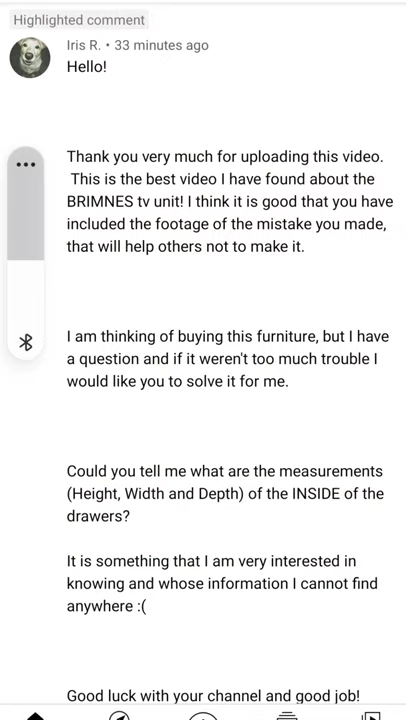 Highlighted comment
Iris R. • 33 minutes ago
Hello!
Thank you very much for uploading this video.
This is the best video I have found about the
BRIMNES tv unit! I think it is good that you have
included the footage of the mistake you made,
that will help others not to make it.
I am thinking of buying this furniture, but I have
a question and if it weren't too much trouble I
would like you to solve it for me.
Could you tell me what are the measurements
(Height, Width and Depth) of the INSIDE of the
drawers?
It is something that I am very interested in
knowing and whose information I cannot find
anywhere :(
Good luck with your channel and good job!